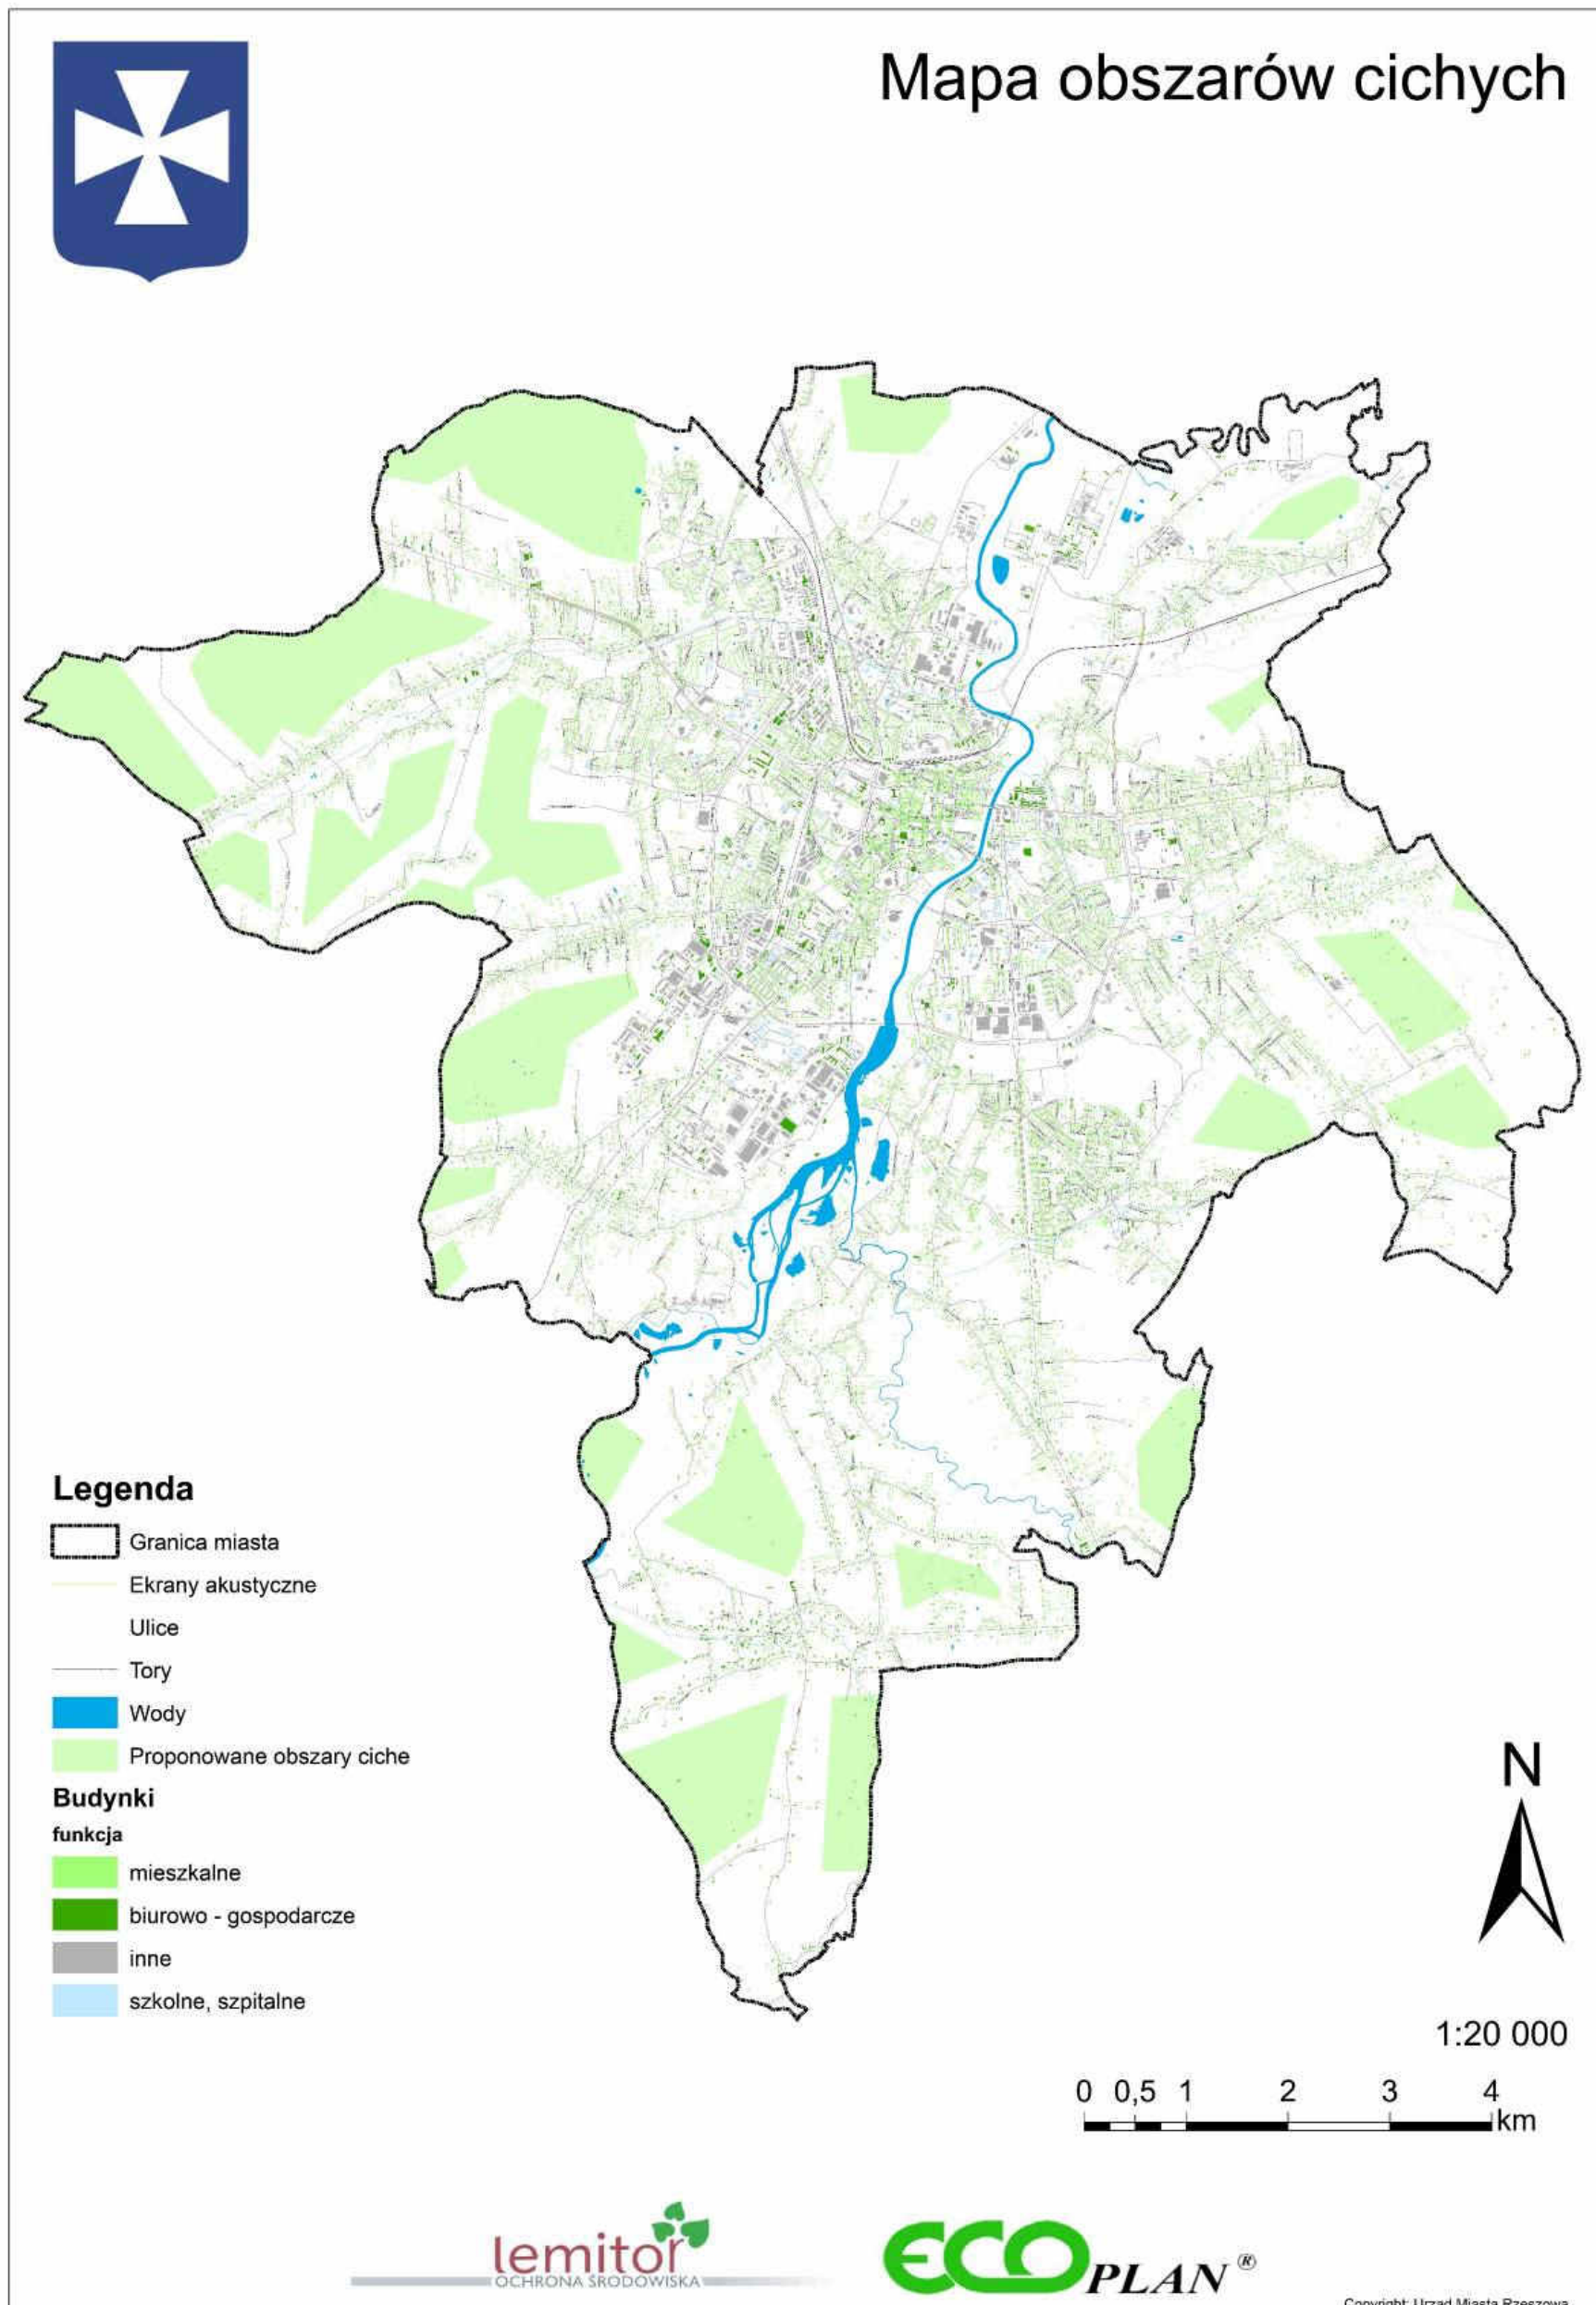 Mapa obszarów cichych
Legenda
Granica miasta
Ekrany akustyczne
Ulice
Tory
Wody
Proponowane obszary ciche
Budynki
funkcja
mieszkalne
biurowo - gospodarcze
inne
szkolne, szpitalne
N
1:20 000
0 0,5 1 2 3 4
km
lemitor
OCHRONA ŚRODOWISKA
ECO PLAN ®
Copyright: Urząd Miasta Rzeszowa